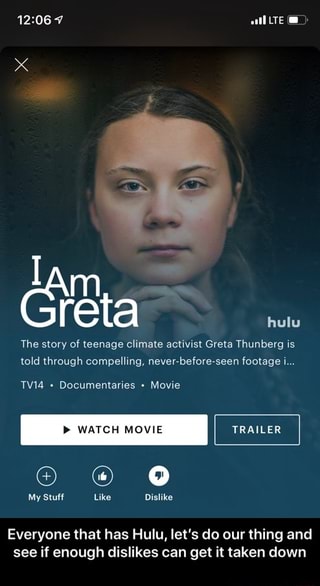 12:06
LTE
I Am
Greta
hulu
The story of teenage climate activist Greta Thunberg is
told through compelling, never-before-seen footage i...
TV14 • Documentaries • Movie
WATCH MOVIE
TRAILER
My Stuff
Like
Dislike
Everyone that has Hulu, let's do our thing and
see if enough dislikes can get it taken down